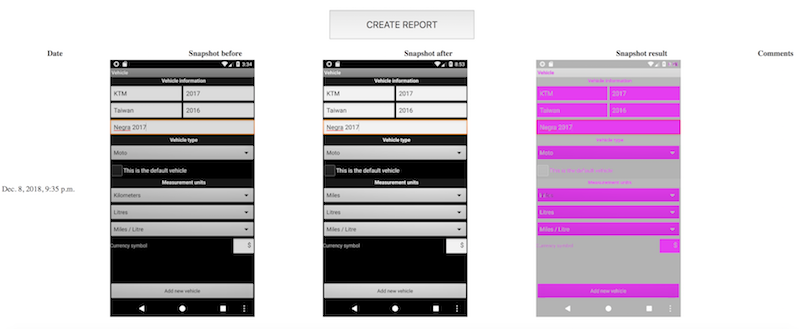 CREATE REPORT
Date Snapshot before Snapshot after Snapshot result Comments
Dec. 8, 2018, 9:35 p.m.
3:34
Vehicle
Vehicle information
KTM 2017
Taiwan 2016
Negra 2017
Vehicle type
Moto
This is the default vehicle
Measurement units
Kilometers
Litres
Miles / Litre
Currency symbol $
Add new vehicle
8:53
Vehicle
Vehicle information
KTM 2017
Taiwan 2016
Negra 2017
Vehicle type
Moto
This is the default vehicle
Measurement units
Miles
Litres
Miles / Litre
Currency symbol $
Add new vehicle
Vehicle
Vehicle information
KTM 2017
Taiwan 2016
Negra 2017
Vehicle type
Moto
This is the default vehicle
Measurement units
Litres
Miles / Litre
Currency symbol $
Add new vehicle